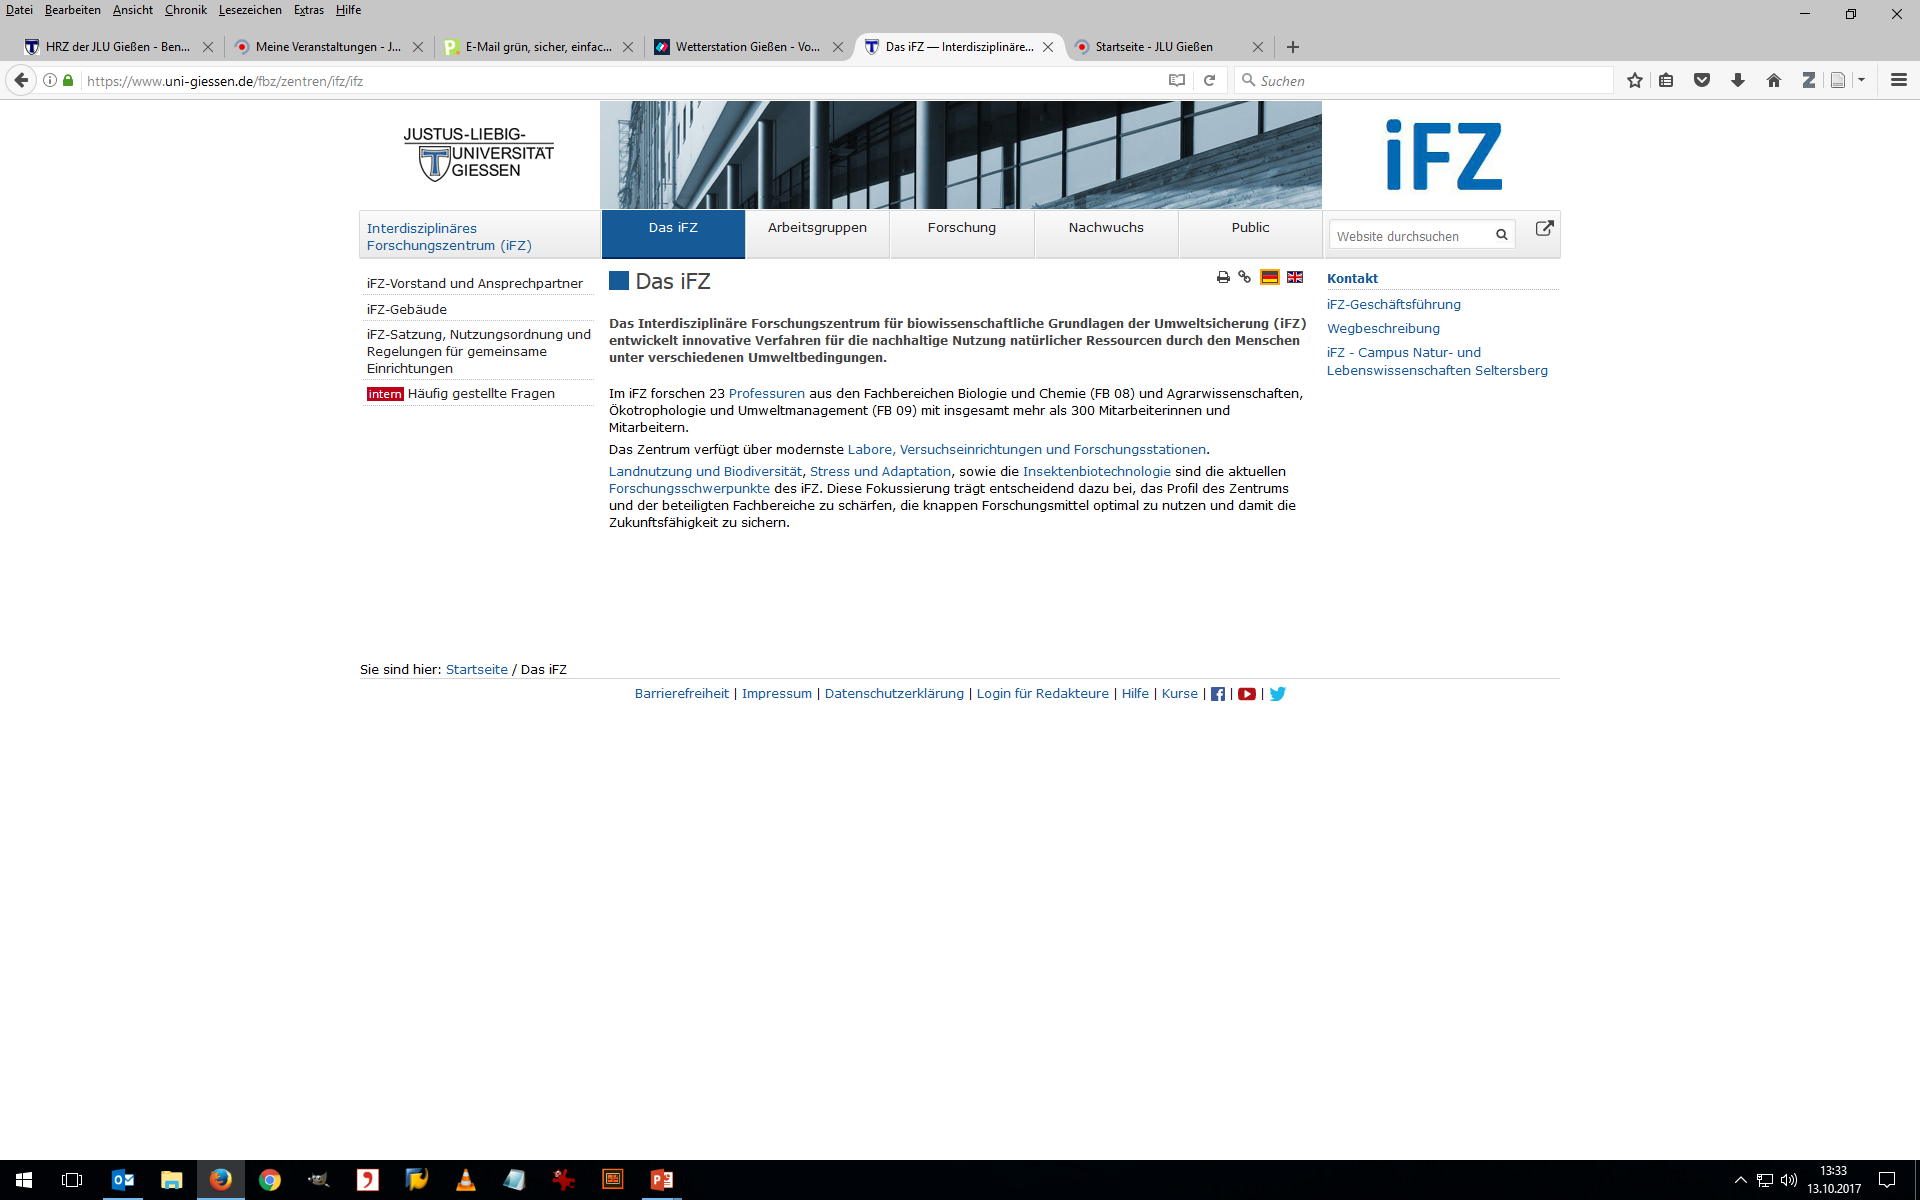 Datei Bearbeiten Ansicht Chronik Lesezeichen Extras Hilfe
HRZ der JLU Gießen - Ben...
Meine Veranstaltungen - J...
E-Mail grün, sicher, einfac...
Wetterstation Gießen - Vo...
Das iFZ — Interdisziplinäre...
Startseite - JLU Gießen
https://www.uni-giessen.de/fbz/zentren/ifz/ifz
Suchen
JUSTUS-LIEBIG-
UNIVERSITÄT
GIESSEN
iFZ
Interdisziplinäres
Forschungszentrum (iFZ)
Das iFZ
Arbeitsgruppen
Forschung
Nachwuchs
Public
Website durchsuchen
iFZ-Vorstand und Ansprechpartner
iFZ-Gebäude
iFZ-Satzung, Nutzungsordnung und
Regelungen für gemeinsame
Einrichtungen
intern Häufig gestellte Fragen
Das iFZ
Das Interdisziplinäre Forschungszentrum für biowissenschaftliche Grundlagen der Umweltsicherung (iFZ)
entwickelt innovative Verfahren für die nachhaltige Nutzung natürlicher Ressourcen durch den Menschen
unter verschiedenen Umweltbedingungen.
Im iFZ forschen 23 Professuren aus den Fachbereichen Biologie und Chemie (FB 08) und Agrarwissenschaften,
Ökotrophologie und Umweltmanagement (FB 09) mit insgesamt mehr als 300 Mitarbeiterinnen und
Mitarbeitern.
Das Zentrum verfügt über modernste Labore, Versuchseinrichtungen und Forschungsstationen.
Landnutzung und Biodiversität, Stress und Adaptation, sowie die Insektenbiotechnologie sind die aktuellen
Forschungsschwerpunkte des iFZ. Diese Fokussierung trägt entscheidend dazu bei, das Profil des Zentrums
und der beteiligten Fachbereiche zu schärfen, die knappen Forschungsmittel optimal zu nutzen und damit die
Zukunftsfähigkeit zu sichern.
Kontakt
iFZ-Geschäftsführung
Wegbeschreibung
iFZ - Campus Natur- und
Lebenswissenschaften Seltersberg
Sie sind hier: Startseite / Das iFZ
Barrierefreiheit | Impressum | Datenschutzerklärung | Login für Redakteure | Hilfe | Kurse | | |
13:33
13.10.2017